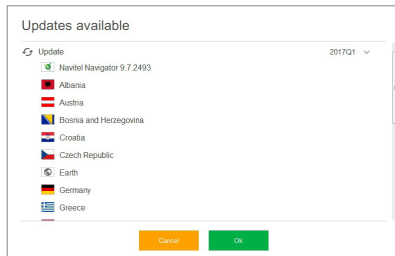 Updates available
Update 2017Q1
Navitel Navigator 9.7.2493
Albania
Austria
Bosnia and Herzegovina
Croatia
Czech Republic
Earth
Germany
Greece
Cancel Ok